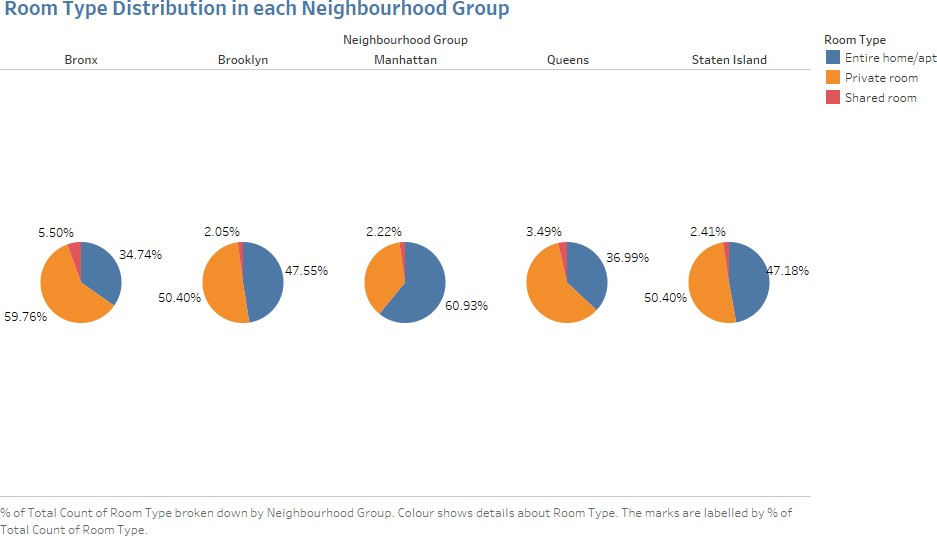 Room Type Distribution in each Neighbourhood Group
Neighbourhood Group
Bronx Brooklyn Manhattan Queens Staten Island
Room Type
Entire home/apt
Private room
Shared room
5.50% 2.05% 2.22% 3.49% 2.41%
34.74% 47.55% 60.93% 36.99% 47.18%
59.76% 50.40% 50.40%
% of Total Count of Room Type broken down by Neighbourhood Group. Colour shows details about Room Type. The marks are labelled by % of
Total Count of Room Type.